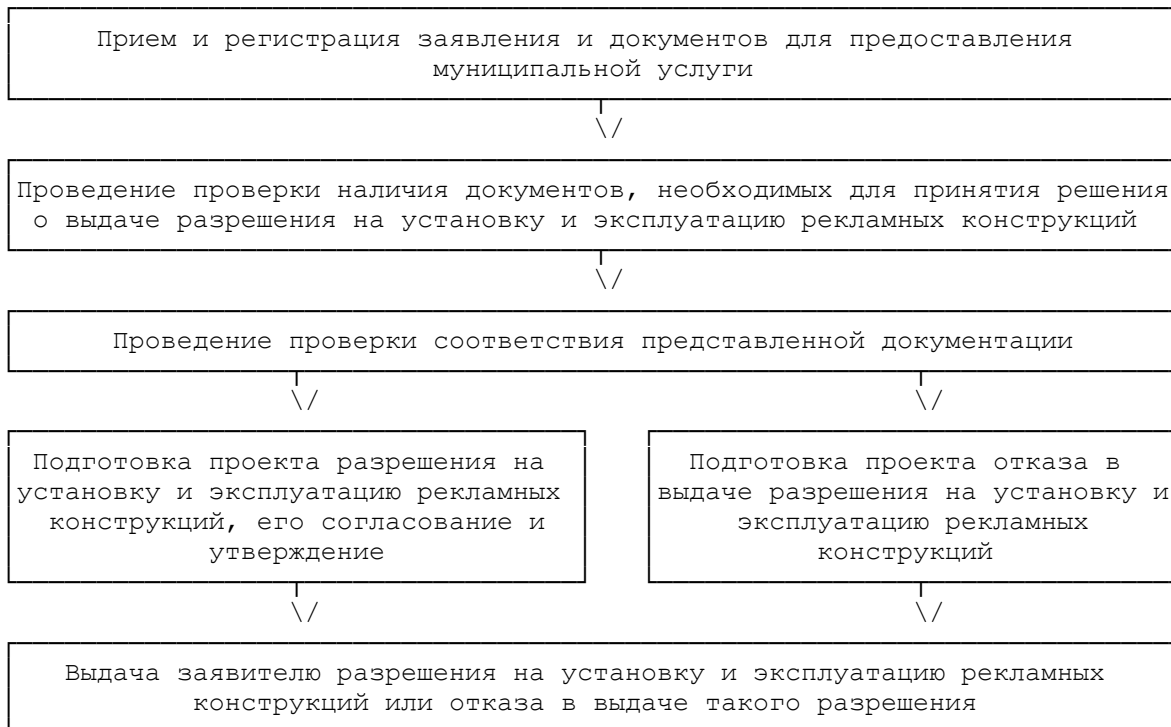 Прием и регистрация заявления и документов для предоставления
муниципальной услуги
\/
Проведение проверки наличия документов, необходимых для принятия решения
о выдаче разрешения на установку и эксплуатацию рекламных конструкций
\/
Проведение проверки соответствия представленной документации
\/ \/
Подготовка проекта разрешения на
установку и эксплуатацию рекламных
конструкций, его согласование и
утверждение
Подготовка проекта отказа в
выдаче разрешения на установку и
эксплуатацию рекламных
конструкций
\/ \/
Выдача заявителю разрешения на установку и эксплуатацию рекламных
конструкций или отказа в выдаче такого разрешения